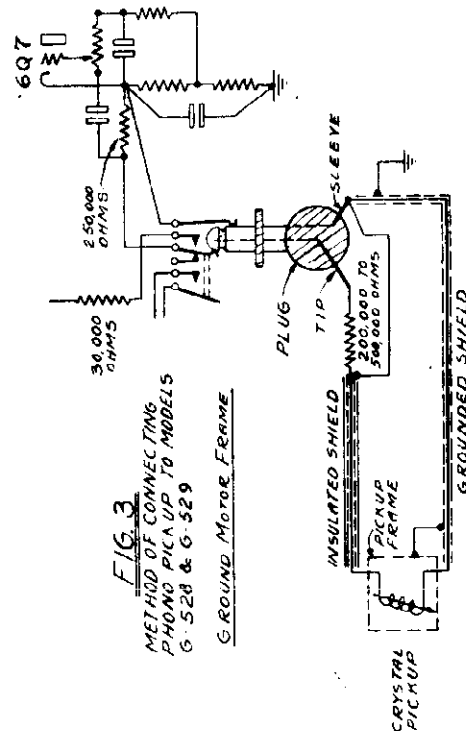 6Q7
250,000
OHMS
30,000
OHMS
SLEEVE
PLUG
TIP
200,000 TO
500,000 OHMS
FIG. 3
METHOD OF CONNECTING
PHONO PICKUP TO MODELS
G-528 & G-529
GROUND MOTOR FRAME
INSULATED SHIELD
PICKUP
FRAME
GROUNDED SHIELD
CRYSTAL
PICKUP